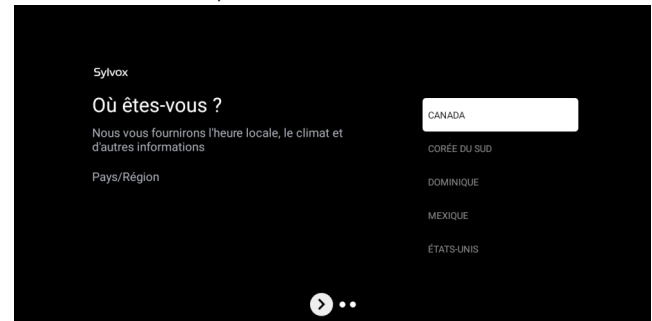 Sylvox
Où êtes-vous ?
Nous vous fournirons l'heure locale, le climat et
d'autres informations
Pays/Région
CANADA
CORÉE DU SUD
DOMINIQUE
MEXIQUE
ÉTATS-UNIS